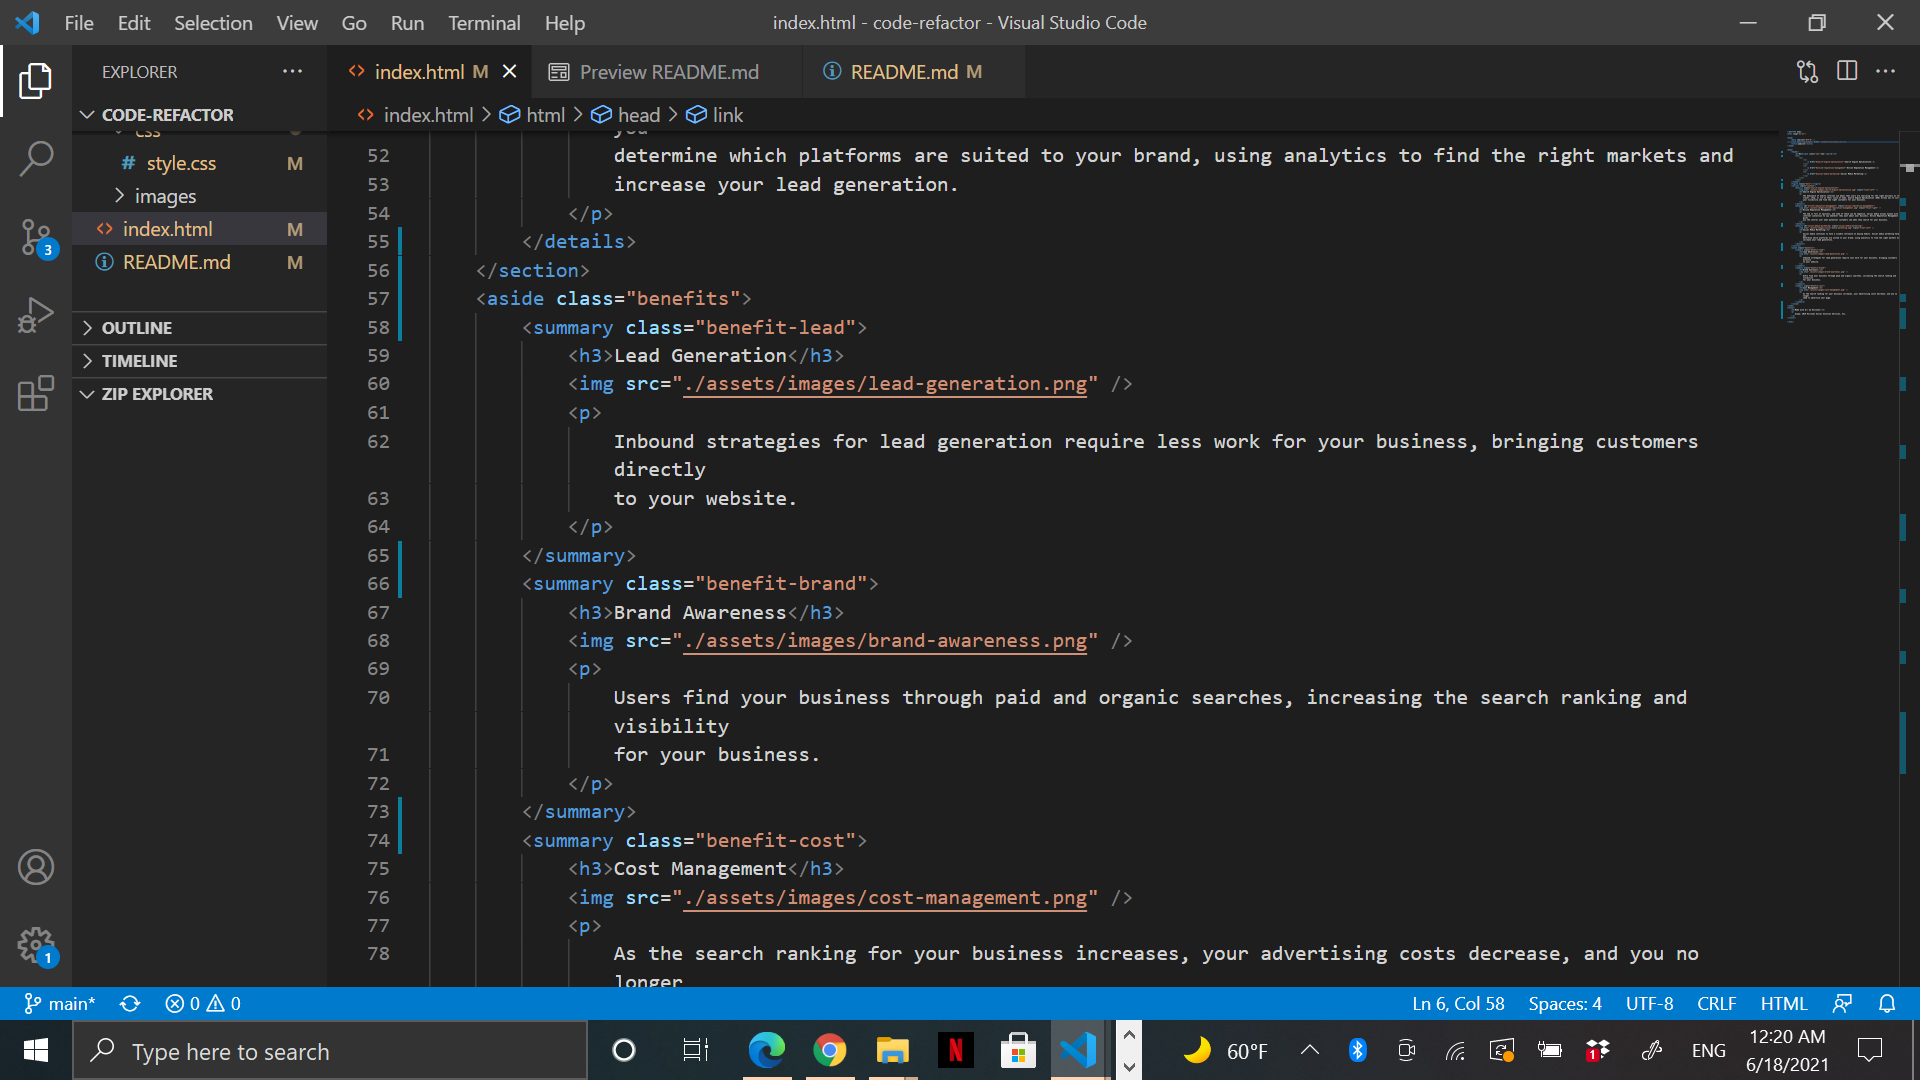 File Edit Selection View Go Run Terminal Help
index.html - code-refactor - Visual Studio Code
EXPLORER
index.html M
Preview README.md
README.md M
CODE-REFACTOR
index.html > html > head > link
css
style.css M
images
index.html M
README.md M
OUTLINE
TIMELINE
ZIP EXPLORER
3
1
you
52 determine which platforms are suited to your brand, using analytics to find the right markets and
53 increase your lead generation.
54 </p>
55 </details>
56 </section>
57 <aside class="benefits">
58 <summary class="benefit-lead">
59 <h3>Lead Generation</h3>
60 <img src="./assets/images/lead-generation.png" />
61 <p>
62 Inbound strategies for lead generation require less work for your business, bringing customers
directly
63 to your website.
64 </p>
65 </summary>
66 <summary class="benefit-brand">
67 <h3>Brand Awareness</h3>
68 <img src="./assets/images/brand-awareness.png" />
69 <p>
70 Users find your business through paid and organic searches, increasing the search ranking and
visibility
71 for your business.
72 </p>
73 </summary>
74 <summary class="benefit-cost">
75 <h3>Cost Management</h3>
76 <img src="./assets/images/cost-management.png" />
77 <p>
78 As the search ranking for your business increases, your advertising costs decrease, and you no
longer
main* 0 0
Ln 6, Col 58 Spaces: 4 UTF-8 CRLF HTML
Type here to search
N
60°F
1
ENG
12:20 AM
6/18/2021